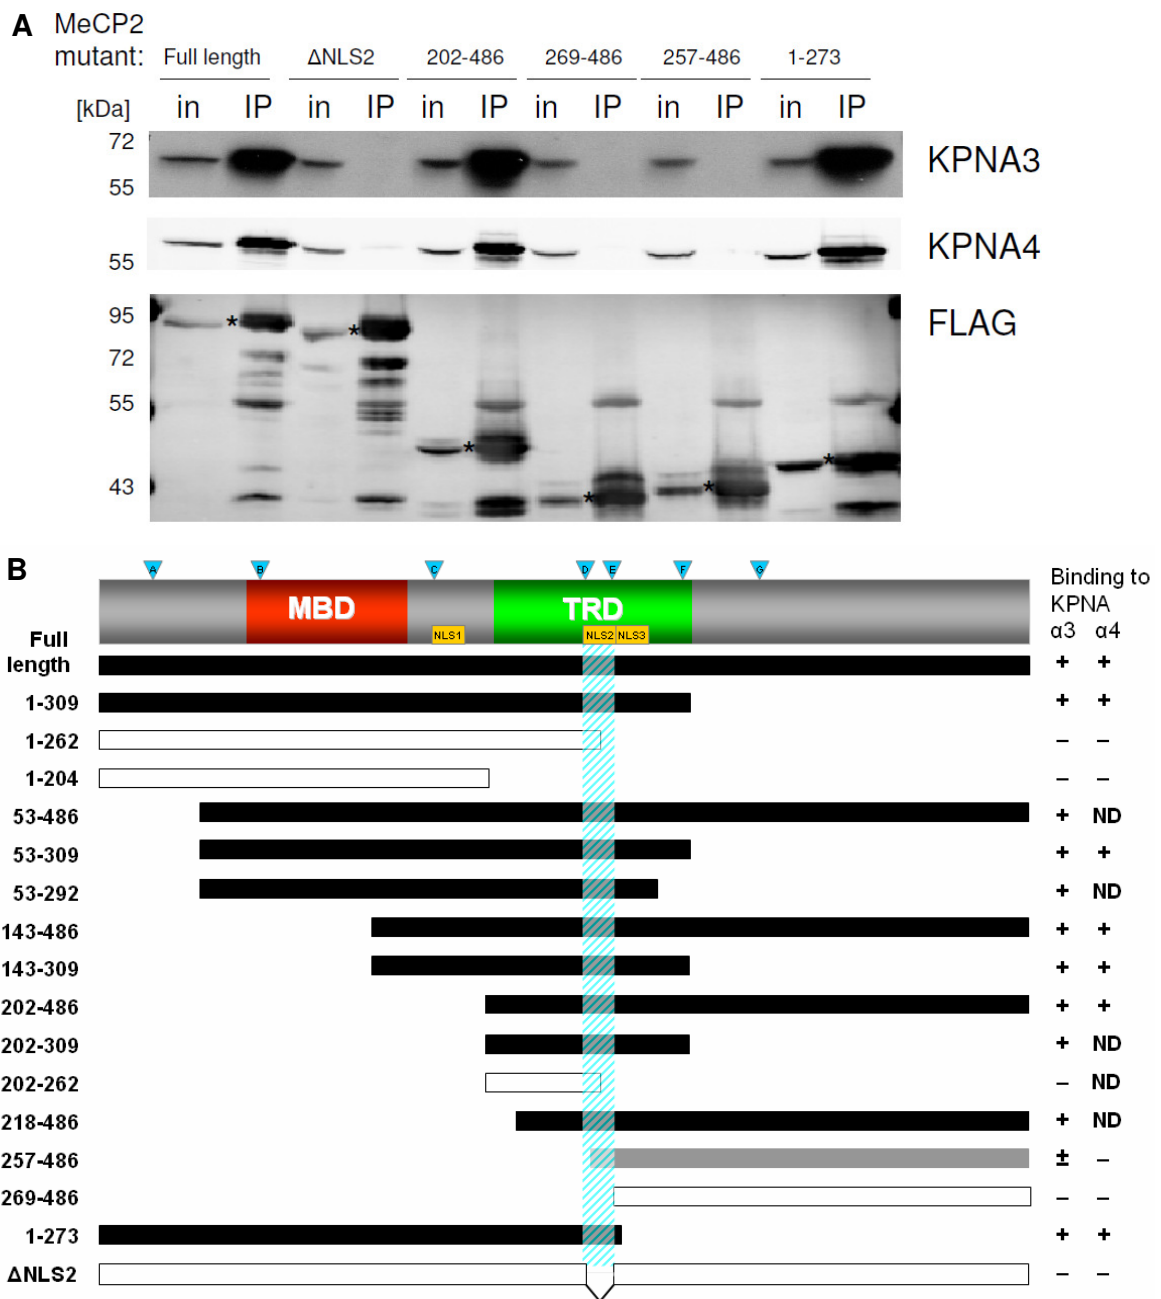 A MeCP2
mutant: Full length ΔNLS2 202-486 269-486 257-486 1-273
[kDa] in IP in IP in IP in IP in IP in IP
72
55
KPNA3
55
KPNA4
95
72
55
43
* * * * * *
FLAG
B
A B C D E F G
MBD TRD
NLS1 NLS2 NLS3
Binding to
KPNA
α3 α4
Full
length + +
1-309 + +
1-262 – –
1-204 – –
53-486 + ND
53-309 + +
53-292 + ND
143-486 + +
143-309 + +
202-486 + +
202-309 + ND
202-262 – ND
218-486 + ND
257-486 ± –
269-486 – –
1-273 + +
ΔNLS2 – –